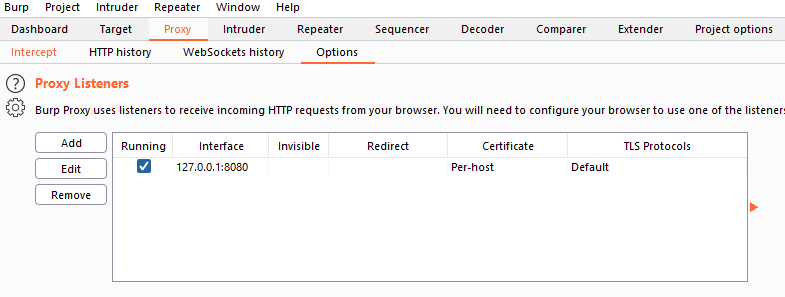 Burp Project Intruder Repeater Window Help
Dashboard Target Proxy Intruder Repeater Sequencer Decoder Comparer Extender Project options
Intercept HTTP history WebSockets history Options
? Proxy Listeners
Burp Proxy uses listeners to receive incoming HTTP requests from your browser. You will need to configure your browser to use one of the listeners
Add Running Interface Invisible Redirect Certificate TLS Protocols
Edit 127.0.0.1:8080 Per-host Default
Remove